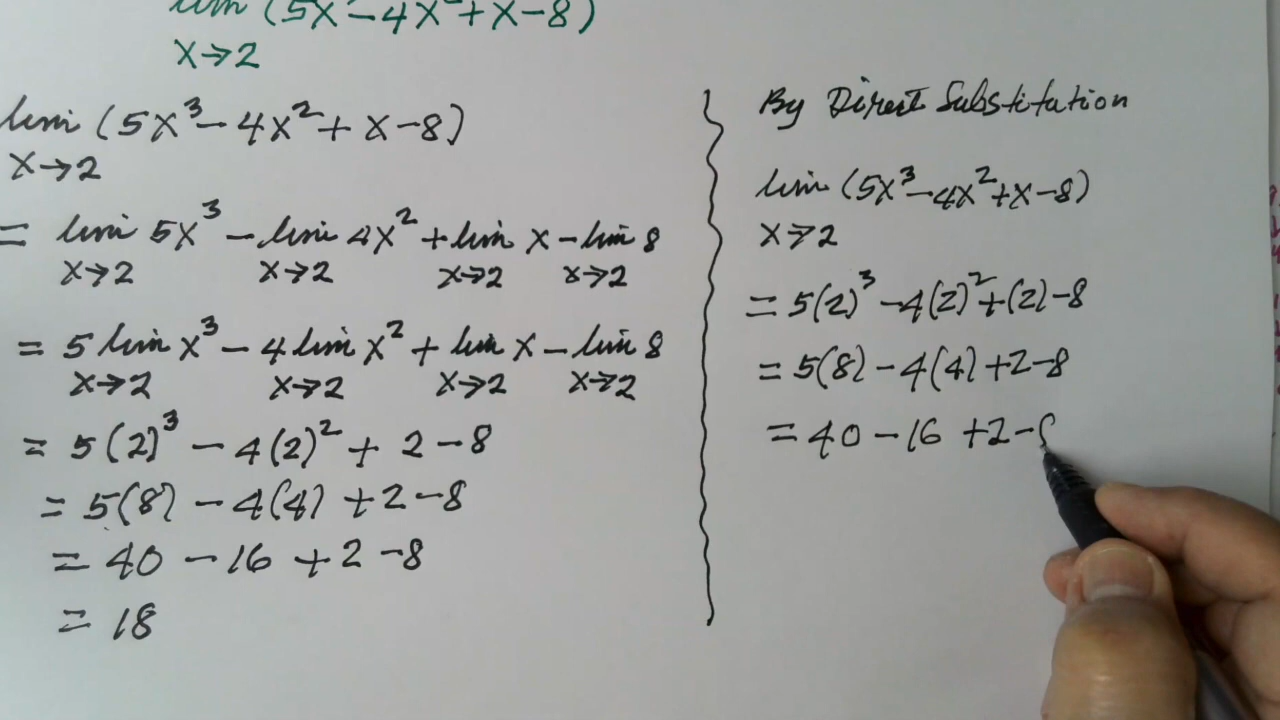 lim (5x³-4x²+x-8)
x→2
lim (5x³-4x²+x-8)
x→2
= lim 5x³ - lim 4x² + lim x - lim 8
x→2 x→2 x→2 x→2
= 5 lim x³ - 4 lim x² + lim x - lim 8
x→2 x→2 x→2 x→2
= 5(2)³ - 4(2)² + 2-8
= 5(8) - 4(4) +2-8
= 40 - 16 +2-8
= 18
By Direct Substitution
lim (5x³-4x²+x-8)
x→2
= 5(2)³-4(2)²+(2)-8
= 5(8)-4(4)+2-8
= 40-16+2-